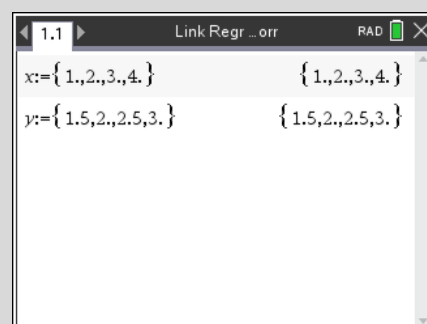 1.1 Link Regr ...orr RAD
x:={1.,2.,3.,4.} {1.,2.,3.,4.}
y:={1.5,2.,2.5,3.} {1.5,2.,2.5,3.}